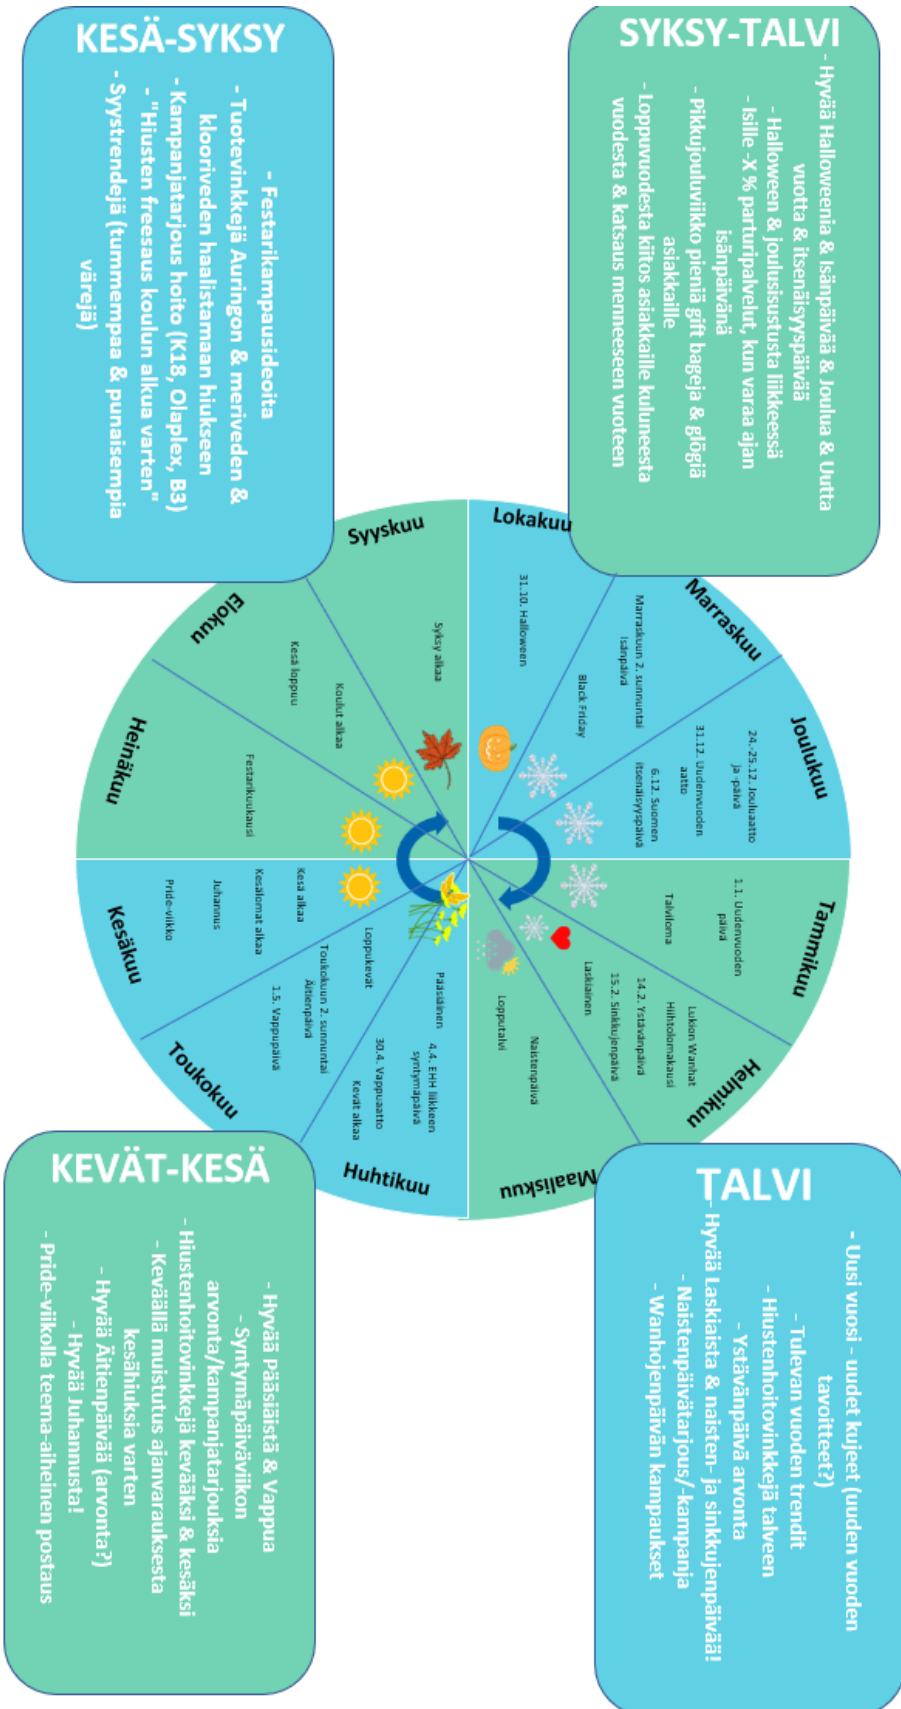 KESÄ-SYKSY
- Festarikampausideoita
- Tuotevinkkejä Auringon & meriveden &
klooriveden haalistamaan hiukseen
- Kampanjatarjous hoito (K18, Olaplex, B3)
- "Hiusten freesaus koulun alkua varten"
- Syystrendejä (tummempaa & punaisempia
värejä)
SYKSY-TALVI
- Hyvää Halloweenia & Isänpäivää & Joulua & Uutta
vuotta & itsenäisyyspäivää
- Halloween & joulusisustusta liikkeessä
- Isille -X % parturipalvelut, kun varaa ajan
isänpäivänä
- Pikkujouluviikko pieniä gift bageja & glögiä
asiakkaille
- Loppuvuodesta kiitos asiakkaille kuluneesta
vuodesta & katsaus menneeseen vuoteen
Lokakuu
31.10. Halloween
Marraskuu
Marraskuun 2. sunnuntai
Isänpäivä
Black Friday
Joulukuu
24.-25.12. Jouluaatto
ja -päivä
31.12. Uudenvuoden
aatto
6.12. Suomen
itsenäisyyspäivä
Tammikuu
1.1. Uudenvuoden
päivä
Talviloma
Helmikuu
Lukion Wanhat
Hiihtolomakausi
14.2. Ystävänpäivä
15.2. Sinkkujenpäivä
Laskiainen
Maaliskuu
Naistenpäivä
Lopputalvi
Huhtikuu
Pääsiäinen
4.4. EHH liikkeen
syntymäpäivä
30.4. Vappuaatto
Kevät alkaa
Toukokuu
Loppukevät
Toukokuun 2. sunnuntai
Äitienpäivä
1.5. Vappupäivä
Kesäkuu
Kesä alkaa
Kesälomat alkaa
Juhannus
Pride-viikko
Heinäkuu
Festarikuukausi
Elokuu
Koulut alkaa
Kesä loppuu
Syyskuu
Syksy alkaa
KEVÄT-KESÄ
- Hyvää Pääsiäistä & Vappua
- Syntymäpäiväviikon
arvonta/kampanjatarjouksia
- Hiustenhoitovinkkejä kevääksi & kesäksi
- Keväällä muistutus ajanvarauksesta
kesähiuksia varten
- Hyvää Äitienpäivää (arvonta?)
- Hyvää Juhannusta!
- Pride-viikolla teema-aiheinen postaus
TALVI
- Uusi vuosi - uudet kujeet (uuden vuoden
tavoitteet?)
- Tulevan vuoden trendit
- Hiustenhoitovinkkejä talveen
- Ystävänpäivä arvonta
- Hyvää Laskiaista & naisten- ja sinkkujenpäivää!
- Naistenpäivätarjous/-kampanja
- Wanhojenpäivän kampaukset